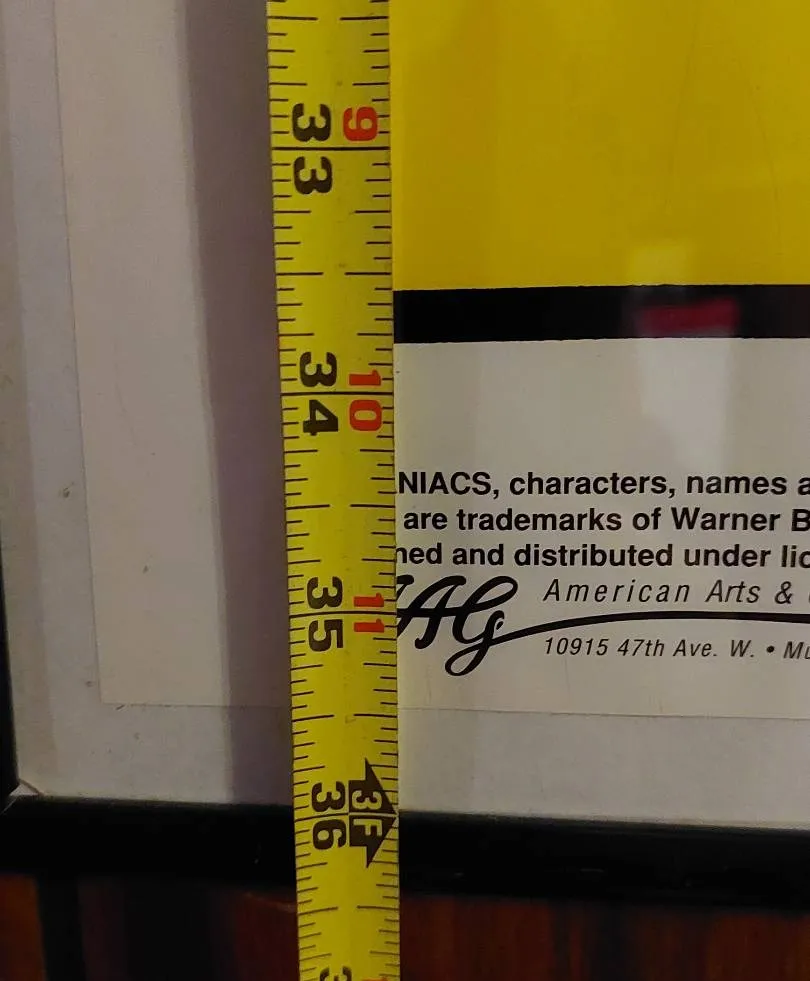 33 9
34 10
NIACS, characters, names a
are trademarks of Warner B
ned and distributed under lic
35 11
AG
American Arts &
10915 47th Ave. W. • Mu
36 3F